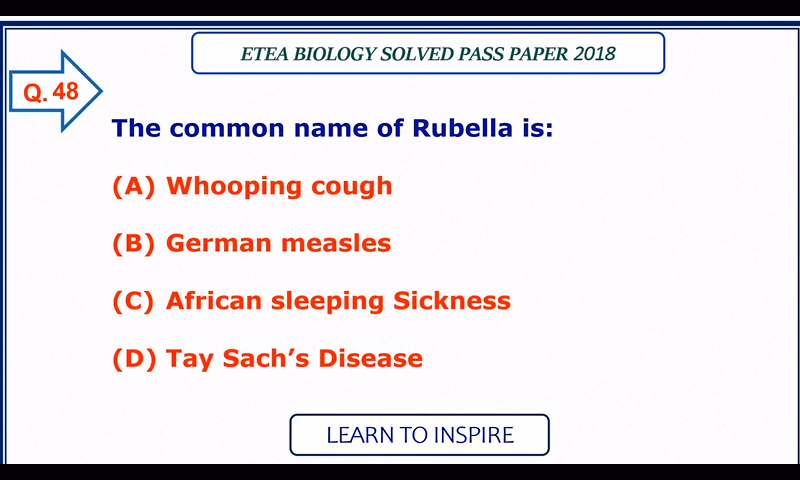 ETEA BIOLOGY SOLVED PASS PAPER 2018
Q. 48
The common name of Rubella is:
(A) Whooping cough
(B) German measles
(C) African sleeping Sickness
(D) Tay Sach’s Disease
LEARN TO INSPIRE